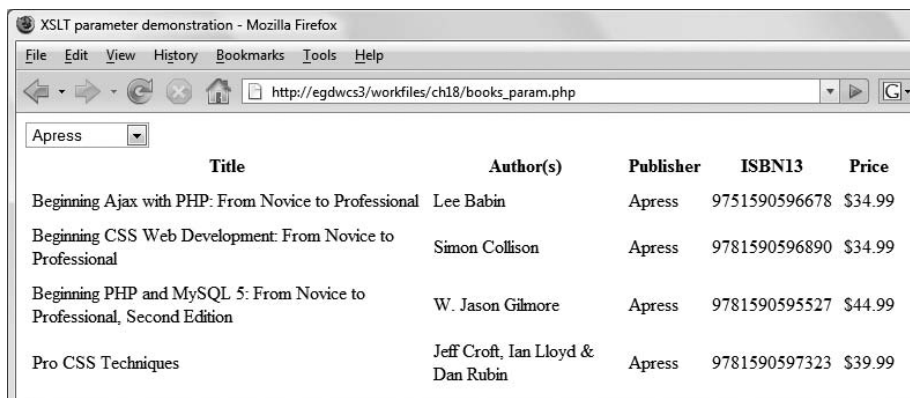 XSLT parameter demonstration - Mozilla Firefox
File Edit View History Bookmarks Tools Help
http://egdwcs3/workfiles/ch18/books_param.php G
Apress
Title Author(s) Publisher ISBN13 Price
Beginning Ajax with PHP: From Novice to Professional Lee Babin Apress 9751590596678 $34.99
Beginning CSS Web Development: From Novice to
Professional Simon Collison Apress 9781590596890 $34.99
Beginning PHP and MySQL 5: From Novice to
Professional, Second Edition W. Jason Gilmore Apress 9781590595527 $44.99
Pro CSS Techniques Jeff Croft, Ian Lloyd &
Dan Rubin Apress 9781590597323 $39.99